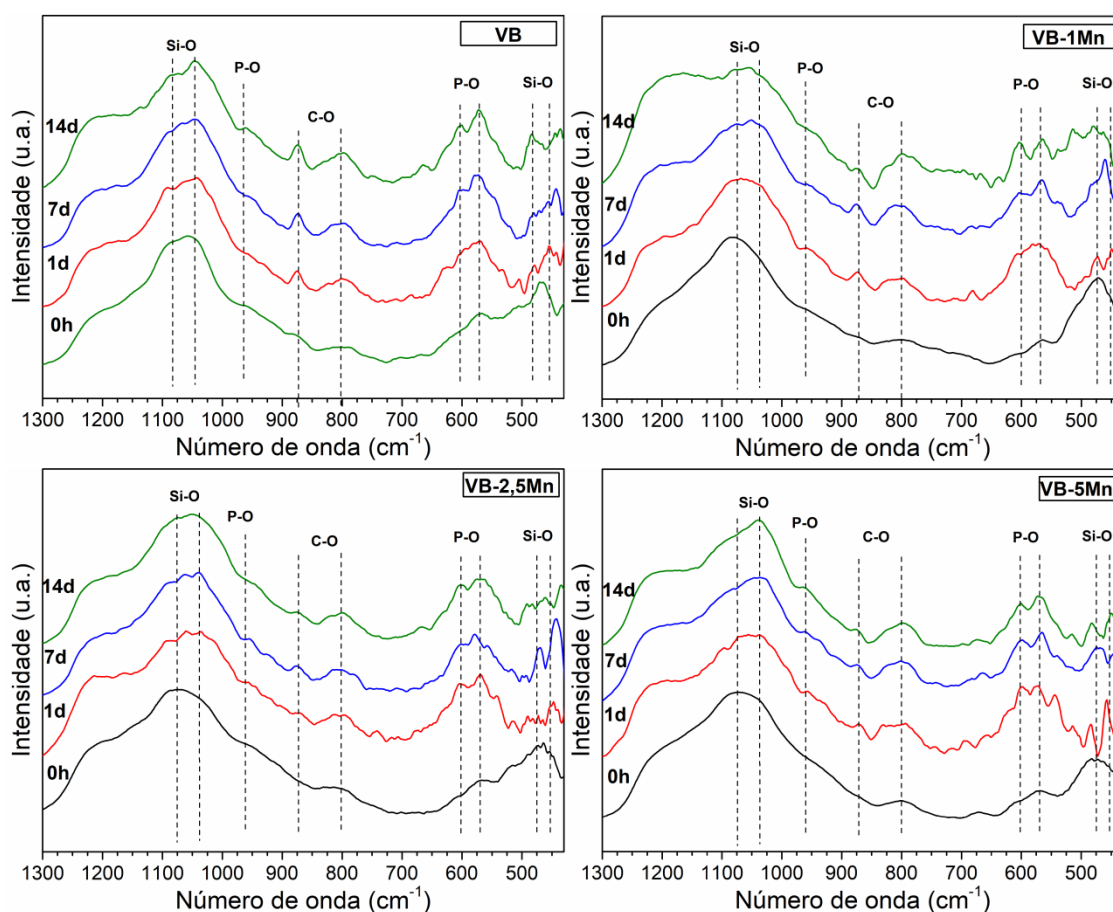 VB
Si-O
P-O
C-O
P-O
Si-O
14d
7d
1d
0h
Intensidade (u.a.)
1300 1200 1100 1000 900 800 700 600 500
Número de onda (cm-1)
VB-1Mn
Si-O
P-O
C-O
P-O
Si-O
14d
7d
1d
0h
Intensidade (u.a.)
1300 1200 1100 1000 900 800 700 600 500
Número de onda (cm-1)
VB-2,5Mn
Si-O
P-O
C-O
P-O
Si-O
14d
7d
1d
0h
Intensidade (u.a.)
1300 1200 1100 1000 900 800 700 600 500
Número de onda (cm-1)
VB-5Mn
Si-O
P-O
C-O
P-O
Si-O
14d
7d
1d
0h
Intensidade (u.a.)
1300 1200 1100 1000 900 800 700 600 500
Número de onda (cm-1)